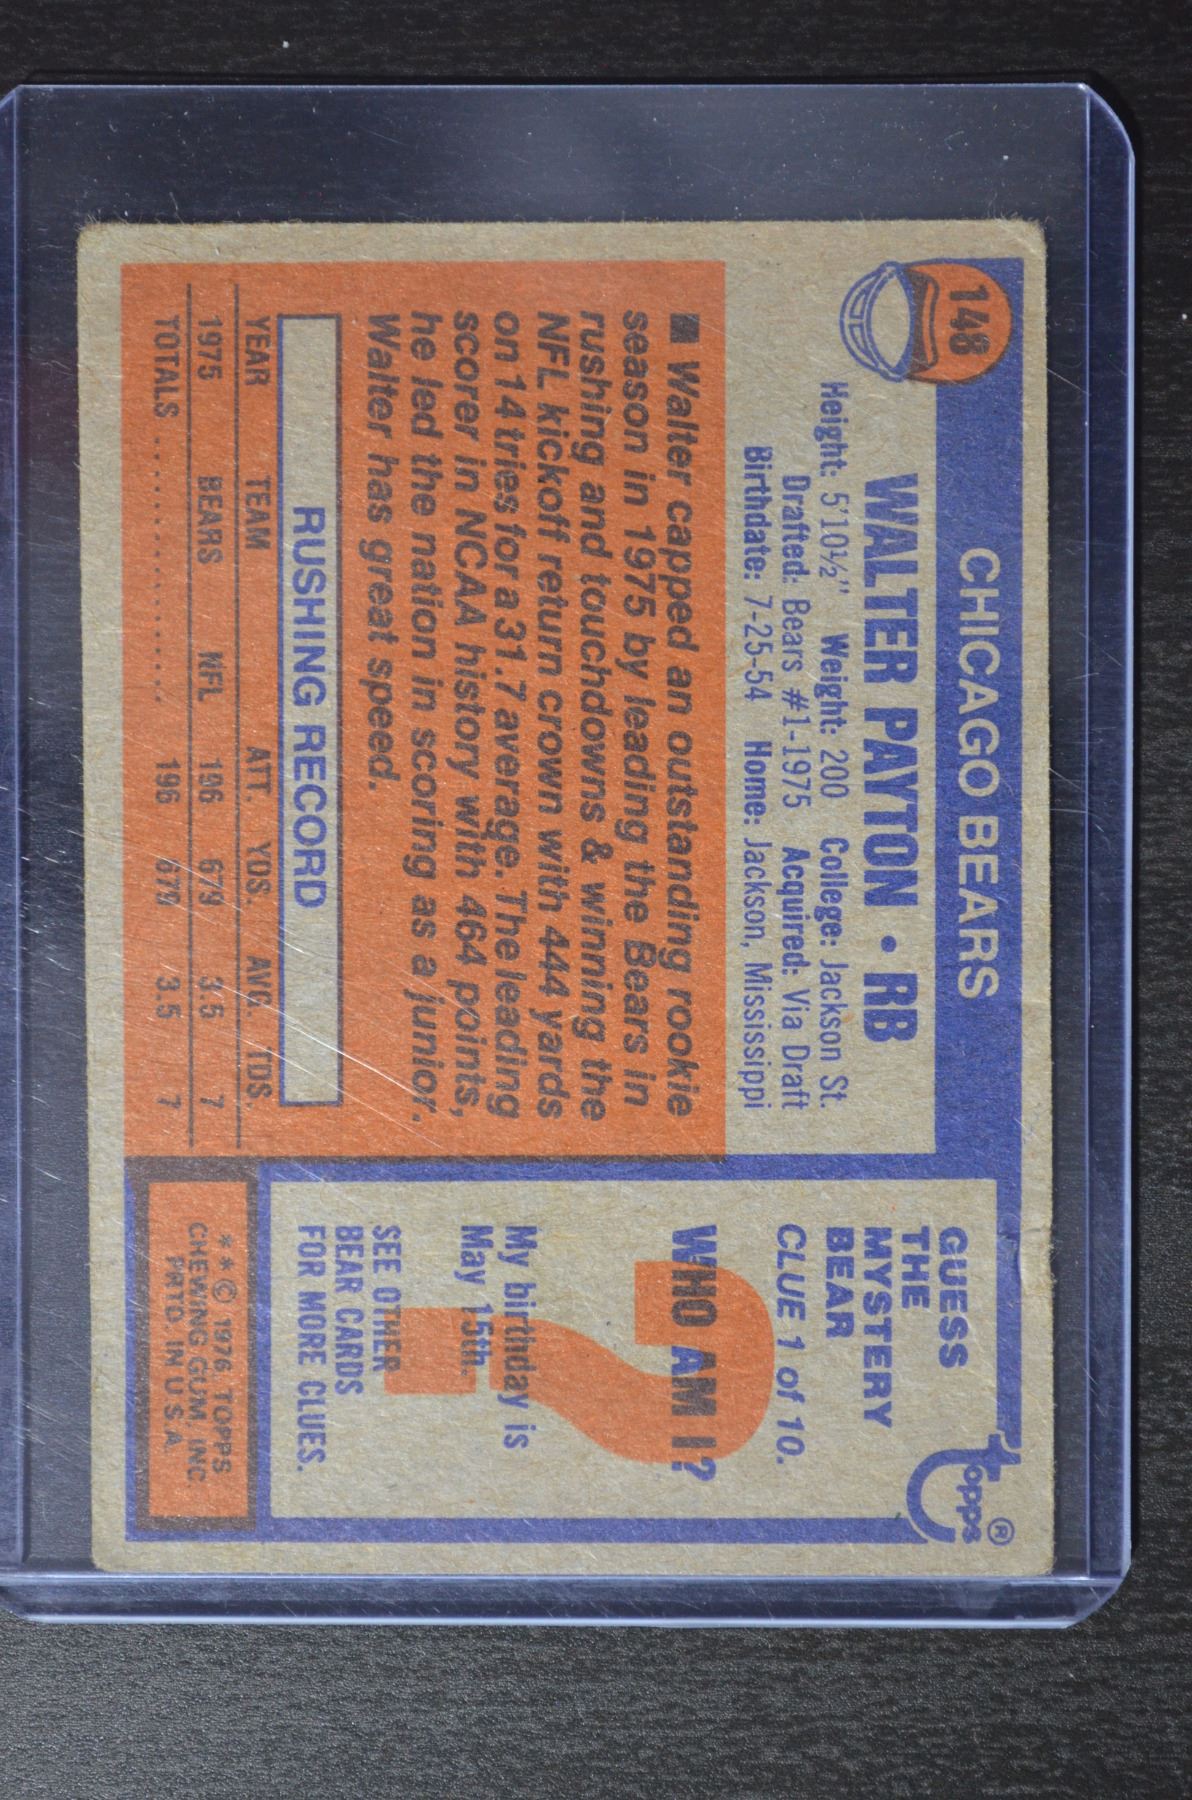 148
CHICAGO BEARS
WALTER PAYTON • RB
Height: 5'10½" Weight: 200 College: Jackson St.
Drafted: Bears #1-1975 Acquired: Via Draft
Birthdate: 7-25-54 Home: Jackson, Mississippi
■ Walter capped an outstanding rookie
season in 1975 by leading the Bears in
rushing and touchdowns & winning the
NFL kickoff return crown with 444 yards
on 14 tries for a 31.7 average. The leading
scorer in NCAA history with 464 points,
he led the nation in scoring as a junior.
Walter has great speed.
RUSHING RECORD
YEAR TEAM ATT. YDS. AVG. TDS.
1975 BEARS NFL 196 679 3.5 7
TOTALS .................... 196 679 3.5 7
topps®
GUESS
THE
MYSTERY
BEAR
CLUE 1 of 10.
WHO AM I?
?
My birthday is
May 15th.
SEE OTHER
BEAR CARDS
FOR MORE CLUES.
* * © 1976, TOPPS
CHEWING GUM, INC.
PRTD. IN U.S.A.